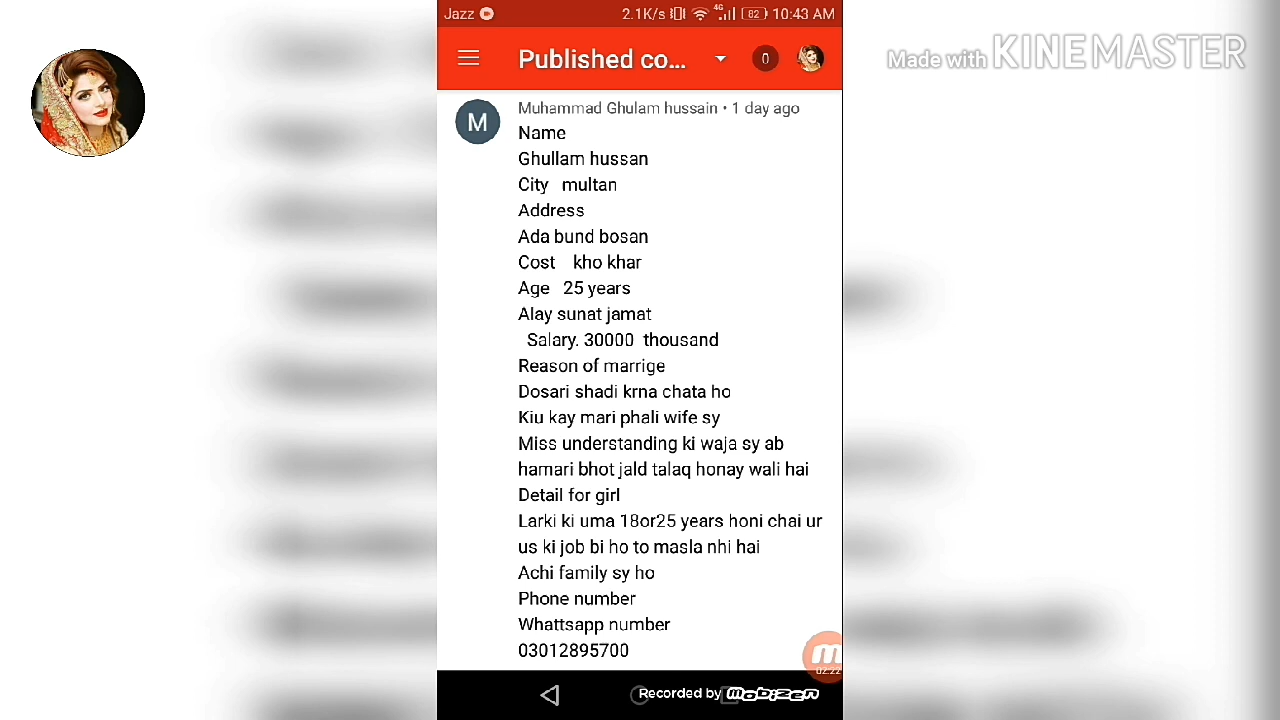 Jazz 2.1K/s 4G 82 10:43 AM
Made with KINEMASTER
Published co... 0
Muhammad Ghulam hussain • 1 day ago
M
Name
Ghullam hussan
City multan
Address
Ada bund bosan
Cost kho khar
Age 25 years
Alay sunat jamat
Salary. 30000 thousand
Reason of marrige
Dosari shadi krna chata ho
Kiu kay mari phali wife sy
Miss understanding ki waja sy ab
hamari bhot jald talaq honay wali hai
Detail for girl
Larki ki uma 18or25 years honi chai ur
us ki job bi ho to masla nhi hai
Achi family sy ho
Phone number
Whattsapp number
03012895700
02:22
Recorded by mobizen